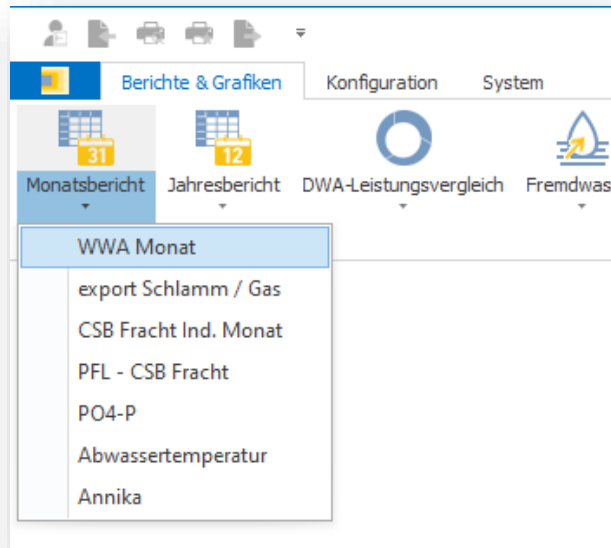 Berichte & Grafiken Konfiguration System
31 12
Monatsbericht Jahresbericht DWA-Leistungsvergleich Fremdwas
WWA Monat
export Schlamm / Gas
CSB Fracht Ind. Monat
PFL - CSB Fracht
PO4-P
Abwassertemperatur
Annika